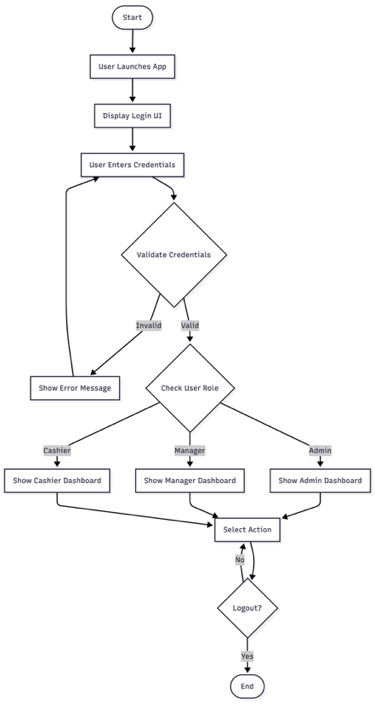 Start
User Launches App
Display Login UI
User Enters Credentials
Validate Credentials
Invalid
Valid
Show Error Message
Check User Role
Cashier
Manager
Admin
Show Cashier Dashboard
Show Manager Dashboard
Show Admin Dashboard
Select Action
No
Logout?
Yes
End